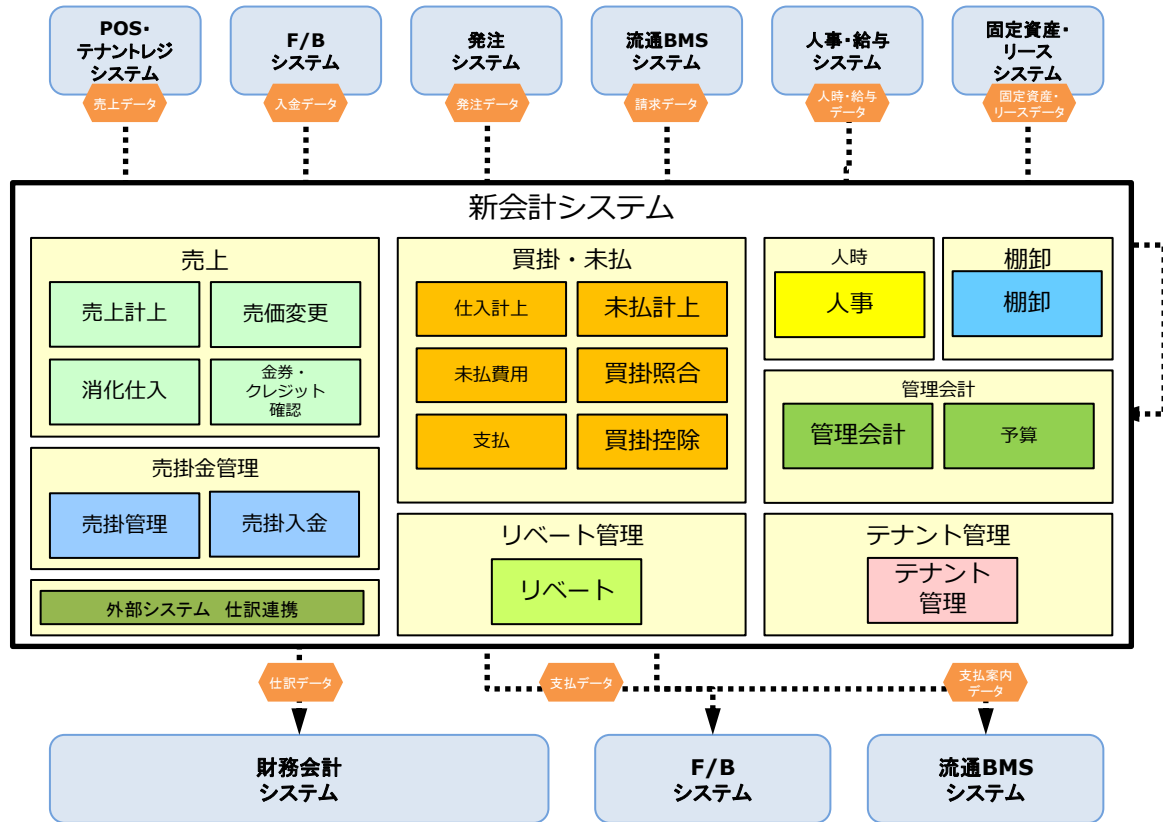 POS・
テナントレジ
システム
F/B
システム
発注
システム
流通BMS
システム
人事・給与
システム
固定資産・
リース
システム
売上データ
入金データ
発注データ
請求データ
人時・給与
データ
固定資産・
リースデータ
新会計システム
売上
売上計上
売価変更
消化仕入
金券・
クレジット
確認
買掛・未払
仕入計上
未払計上
未払費用
買掛照合
支払
買掛控除
人時
人事
棚卸
棚卸
管理会計
管理会計
予算
売掛金管理
売掛管理
売掛入金
リベート管理
リベート
テナント管理
テナント
管理
外部システム 仕訳連携
仕訳データ
支払データ
支払案内
データ
財務会計
システム
F/B
システム
流通BMS
システム